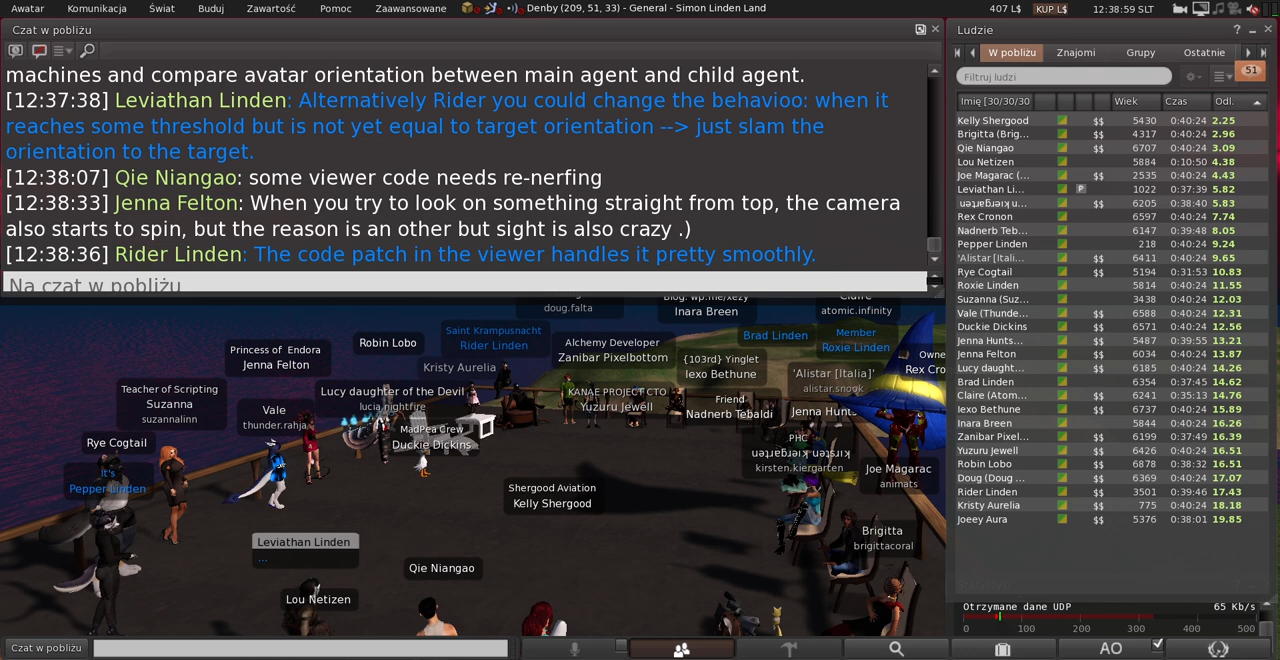 Awatar Komunikacja Świat Buduj Zawartość Pomoc Zaawansowane Denby (209, 51, 33) - General - Simon Linden Land 407 L$ KUP L$ 12:38:59 SLT
Czat w pobliżu
machines and compare avatar orientation between main agent and child agent.
[12:37:38] Leviathan Linden: Alternatively Rider you could change the behavioo: when it
reaches some threshold but is not yet equal to target orientation --> just slam the
orientation to the target.
[12:38:07] Qie Niangao: some viewer code needs re-nerfing
[12:38:33] Jenna Felton: When you try to look on something straight from top, the camera
also starts to spin, but the reason is an other but sight is also crazy .)
[12:38:36] Rider Linden: The code patch in the viewer handles it pretty smoothly.
Na czat w pobliżu
doug.falta
Blog: wp.me/xezy
Inara Breen
Claire
atomic.infinity
Saint Krampusnacht
Rider Linden
Brad Linden
Member
Roxie Linden
Robin Lobo
Alchemy Developer
Zanibar Pixelbottom
Princess of Endora
Jenna Felton
Kristy Aurelia
{103rd} Yinglet
Iexo Bethune
'Alistar [Italia]'
alistar.snook
Owne
Rex Cro
Teacher of Scripting
Suzanna
suzannalinn
Lucy daughter of the Devil
lucia.nightfire
KANAE PROJECT CTO
Yuzuru Jewell
Friend
Nadnerb Tebaldi
Jenna Hunts
Vale
thunder.rahja
MadPea Crew
Duckie Dickins
PHC
kirsten.kiergarten
Rye Cogtail
It's
Pepper Linden
Joe Magarac
animats
Shergood Aviation
Kelly Shergood
Brigitta
brigittacoral
Leviathan Linden
...
Qie Niangao
Lou Netizen
Czat w pobliżu
AO
Ludzie
W pobliżu Znajomi Grupy Ostatnie
Filtruj ludzi
51
Imię [30/30/30 Wiek Czas Odl.
Kelly Shergood $$ 5430 0:40:24 2.25
Brigitta (Brig... $$ 4317 0:40:24 2.96
Qie Niangao $$ 6707 0:40:24 3.09
Lou Netizen 5884 0:10:50 4.38
Joe Magarac (... $$ 2535 0:40:24 4.43
Leviathan Li... P 1022 0:37:39 5.82
$$ 6205 0:38:40 5.83
Rex Cronon 6597 0:40:24 7.74
Nadnerb Teb... 6147 0:39:48 8.05
Pepper Linden 218 0:40:24 9.24
'Alistar [Itali... $$ 6411 0:40:24 9.65
Rye Cogtail $$ 5194 0:31:53 10.83
Roxie Linden 5814 0:40:24 11.55
Suzanna (Suz... 3438 0:40:24 12.03
Vale (Thunde... $$ 6588 0:40:24 12.31
Duckie Dickins $$ 6571 0:40:24 12.56
Jenna Hunts... $$ 5487 0:39:55 13.21
Jenna Felton $$ 6034 0:40:24 13.87
Lucy daught... $$ 6185 0:40:24 14.26
Brad Linden 6354 0:37:45 14.62
Claire (Atom... $$ 6241 0:35:13 14.76
Iexo Bethune $$ 6737 0:40:24 15.89
Inara Breen 5844 0:40:24 16.26
Zanibar Pixel... $$ 6199 0:37:49 16.39
Yuzuru Jewell $$ 6426 0:40:24 16.51
Robin Lobo $$ 6878 0:38:32 16.51
Doug (Doug ... $$ 6369 0:40:24 17.07
Rider Linden $$ 3501 0:39:46 17.43
Kristy Aurelia $$ 775 0:40:24 18.18
Joeey Aura $$ 5376 0:38:01 19.85
Otrzymane dane UDP 65 Kb/s
0 100 200 300 400 500